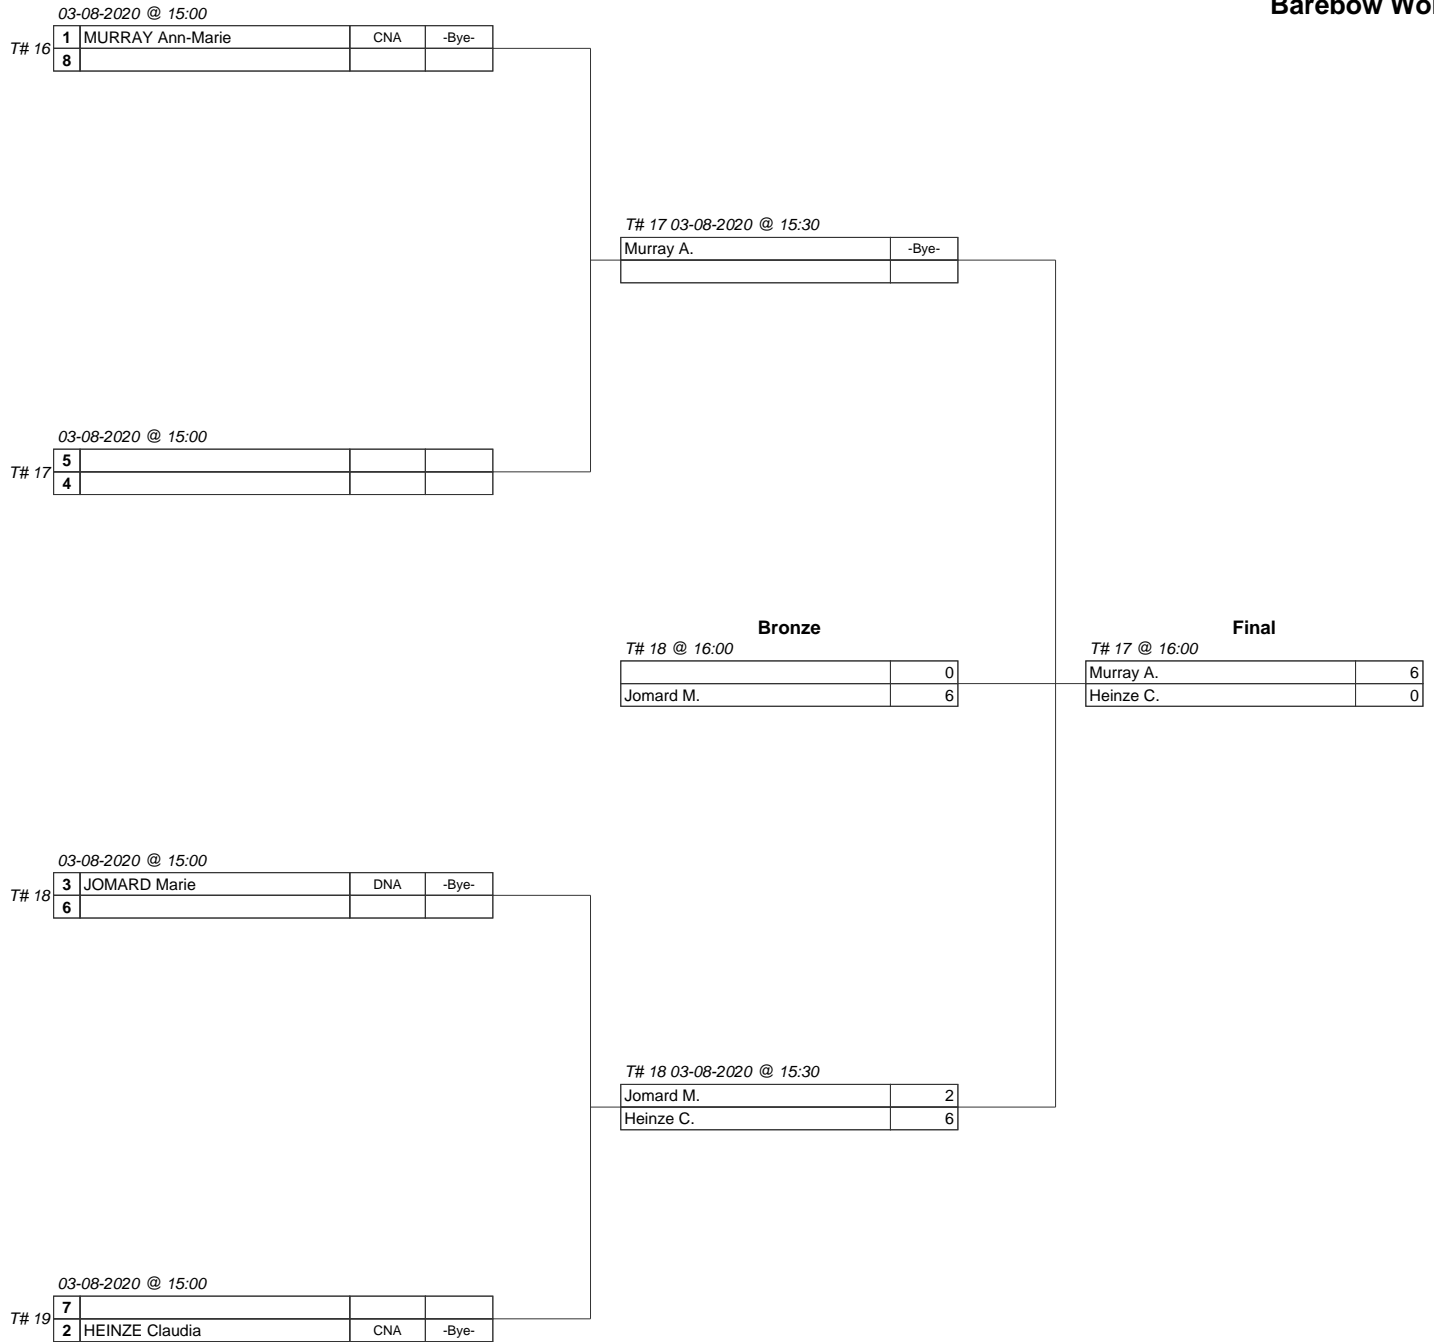 Barebow Wo
03-08-2020 @ 15:00
T# 16
1 MURRAY Ann-Marie CNA -Bye-
8
T# 17 03-08-2020 @ 15:30
Murray A. -Bye-
03-08-2020 @ 15:00
T# 17
5
4
Bronze
T# 18 @ 16:00
0
Jomard M. 6
Final
T# 17 @ 16:00
Murray A. 6
Heinze C. 0
03-08-2020 @ 15:00
T# 18
3 JOMARD Marie DNA -Bye-
6
T# 18 03-08-2020 @ 15:30
Jomard M. 2
Heinze C. 6
03-08-2020 @ 15:00
T# 19
7
2 HEINZE Claudia CNA -Bye-